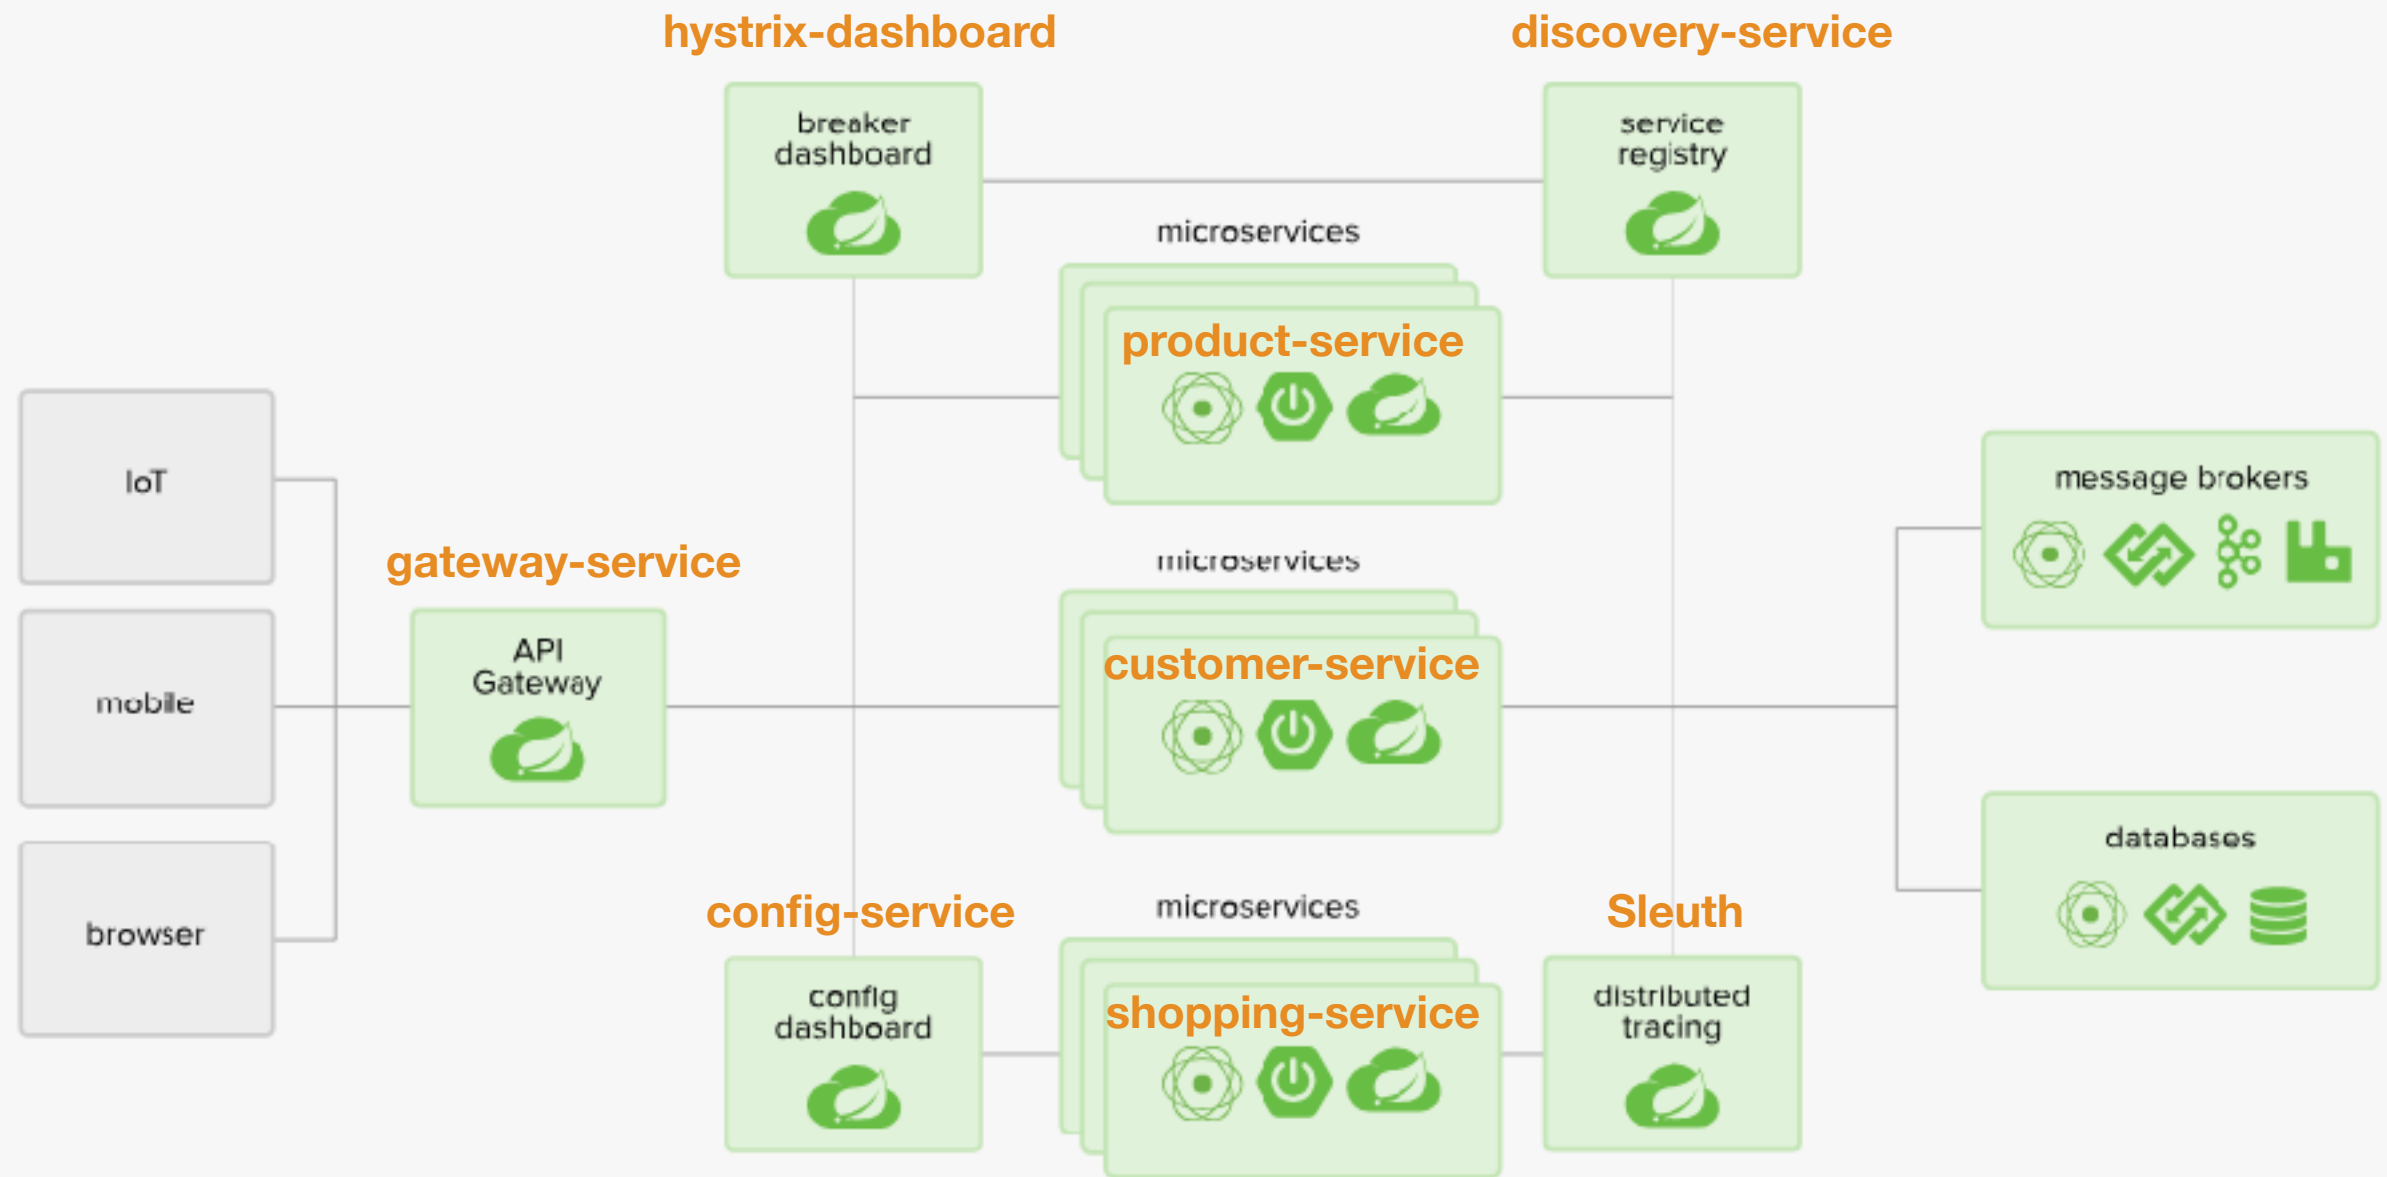 hystrix-dashboard
discovery-service
breaker
dashboard
service
registry
microservices
product-service
IoT
message brokers
gateway-service
microservices
API
Gateway
customer-service
mobile
databases
browser
config-service
microservices
Sleuth
config
dashboard
shopping-service
distributed
tracing